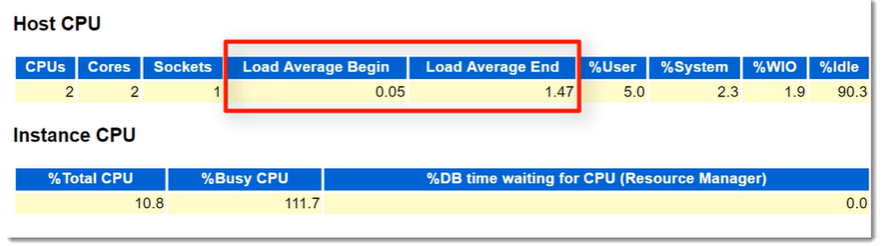 Host CPU
CPUs Cores Sockets Load Average Begin Load Average End %User %System %WIO %Idle
2 2 1 0.05 1.47 5.0 2.3 1.9 90.3
Instance CPU
%Total CPU %Busy CPU %DB time waiting for CPU (Resource Manager)
10.8 111.7 0.0